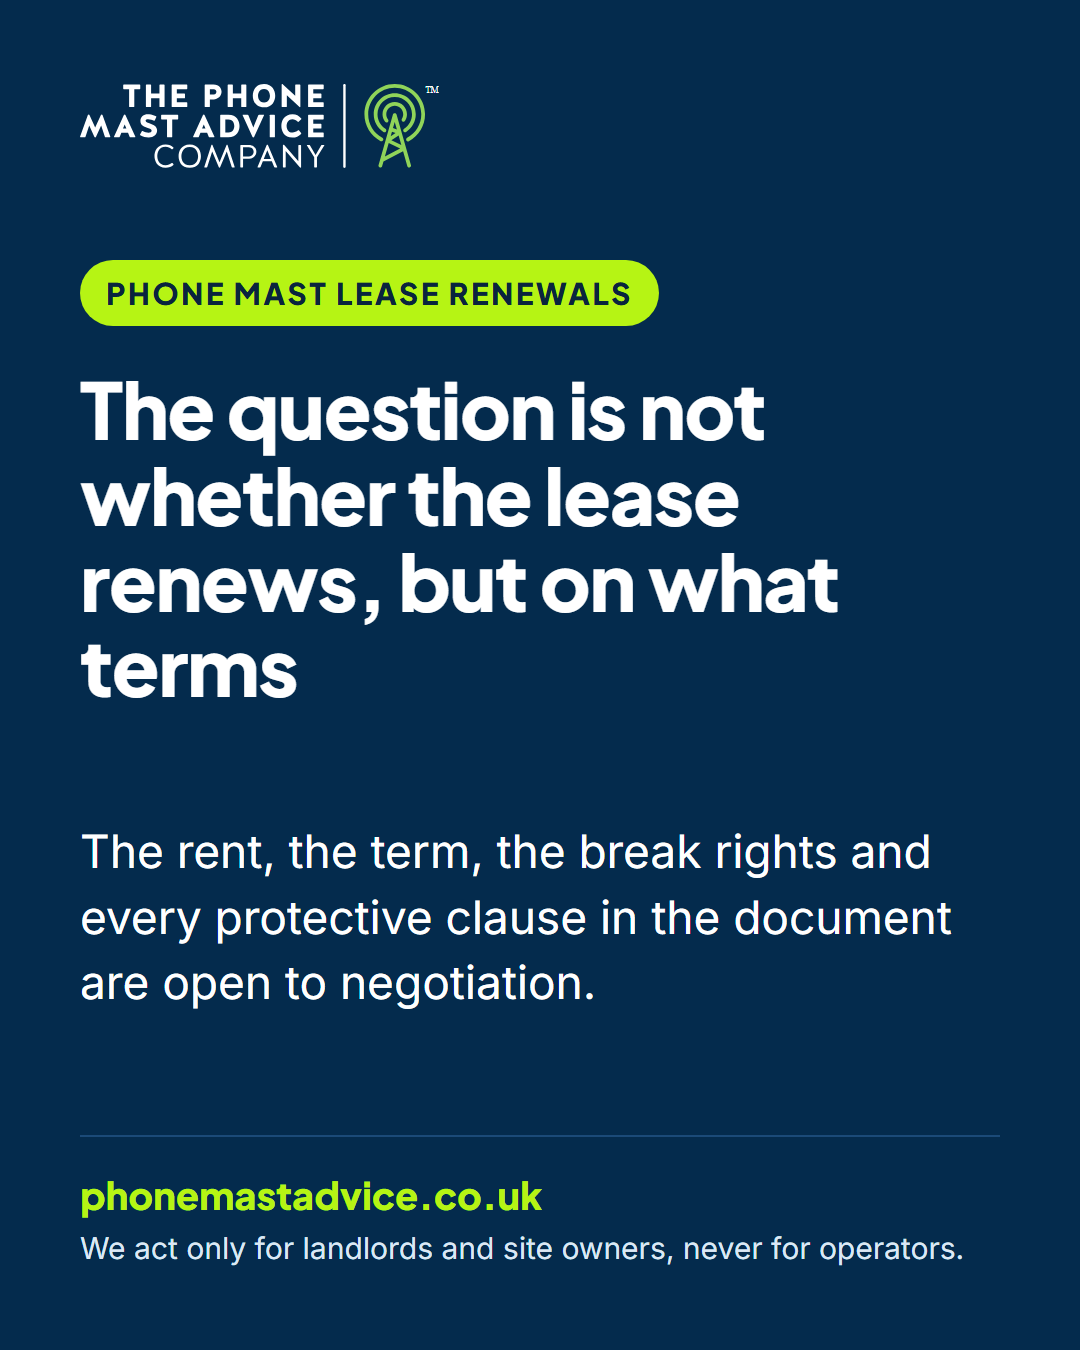 THE PHONE
MAST ADVICE
COMPANY
TM
PHONE MAST LEASE RENEWALS
The question is not
whether the lease
renews, but on what
terms
The rent, the term, the break rights and
every protective clause in the document
are open to negotiation.
phonemastadvice.co.uk
We act only for landlords and site owners, never for operators.